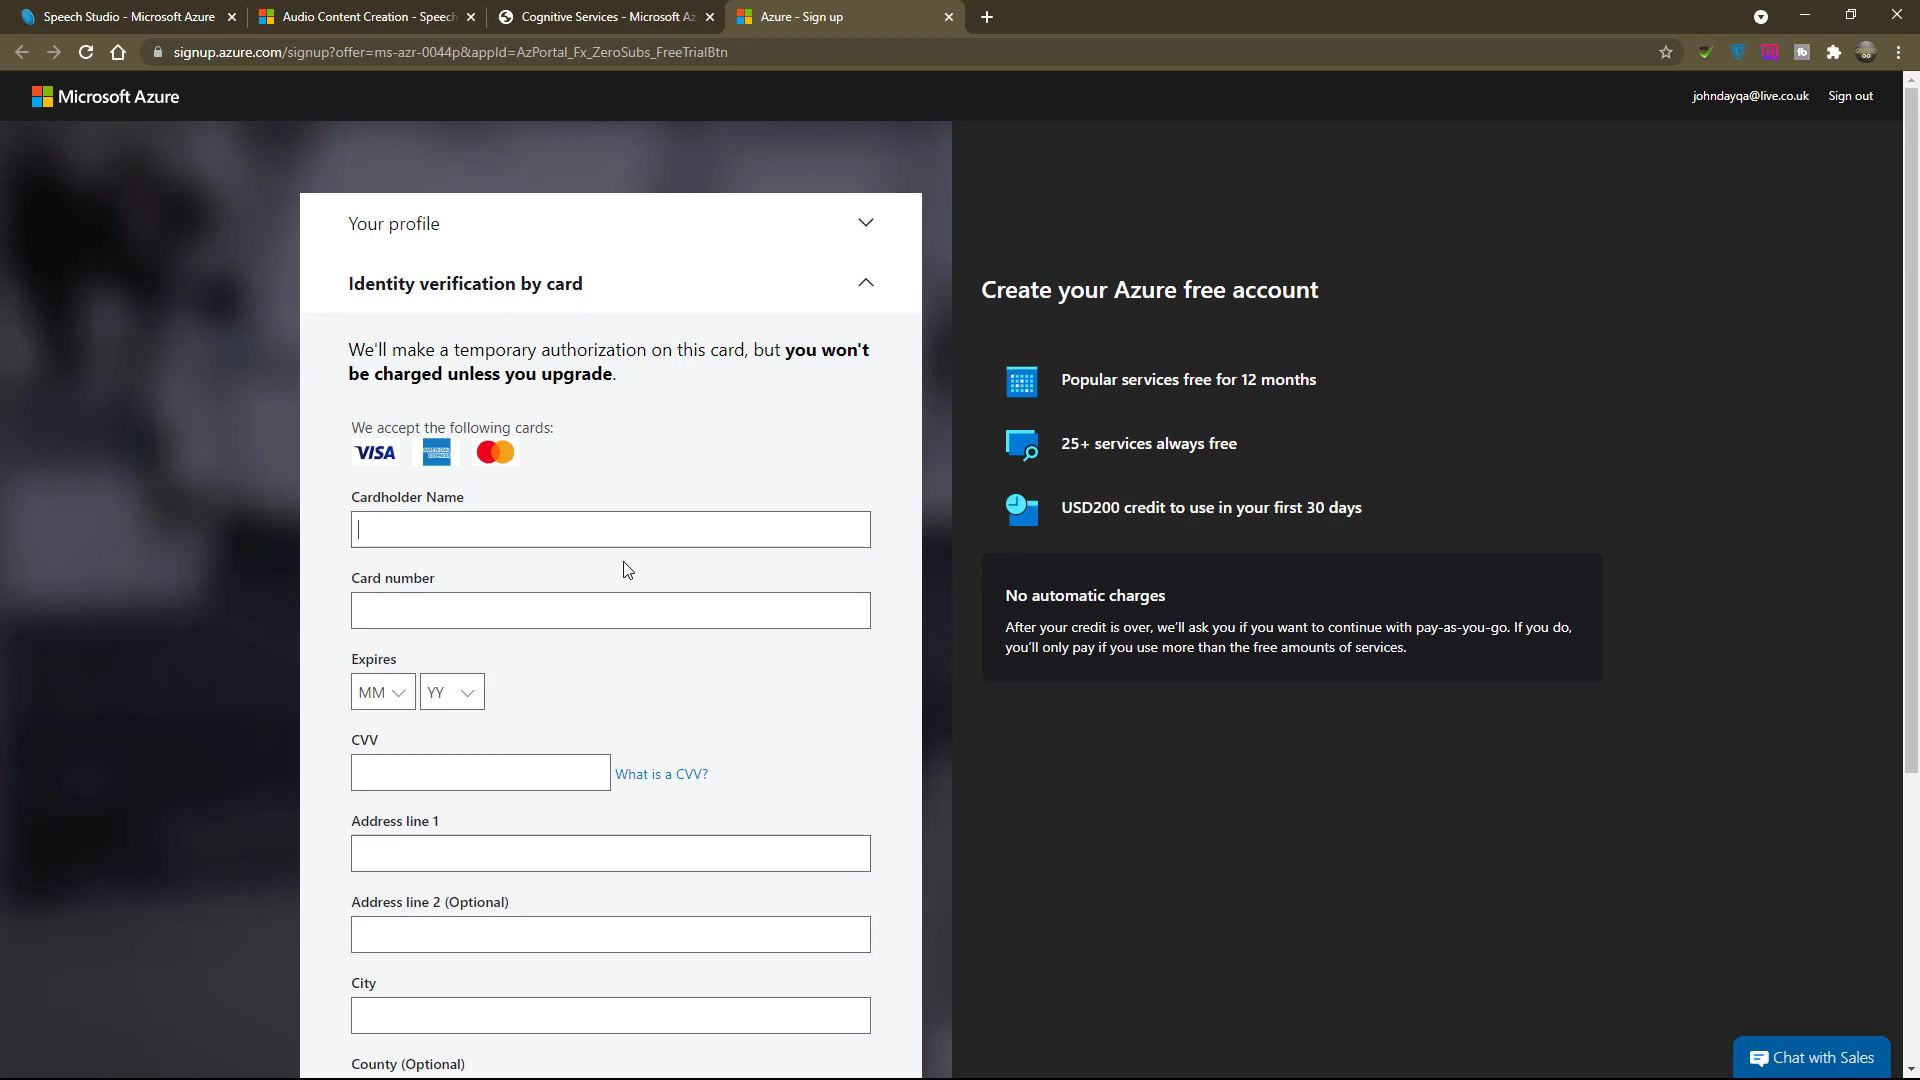 Speech Studio - Microsoft Azure
Audio Content Creation - Speech
Cognitive Services - Microsoft Az
Azure - Sign up
signup.azure.com/signup?offer=ms-azr-0044p&appId=AzPortal_Fx_ZeroSubs_FreeTrialBtn
Microsoft Azure
johndayqa@live.co.uk
Sign out
Your profile
Identity verification by card
We'll make a temporary authorization on this card, but you won't
be charged unless you upgrade.
We accept the following cards:
VISA
Cardholder Name
Card number
Expires
MM
YY
CVV
What is a CVV?
Address line 1
Address line 2 (Optional)
City
County (Optional)
Create your Azure free account
Popular services free for 12 months
25+ services always free
USD200 credit to use in your first 30 days
No automatic charges
After your credit is over, we’ll ask you if you want to continue with pay-as-you-go. If you do,
you’ll only pay if you use more than the free amounts of services.
Chat with Sales